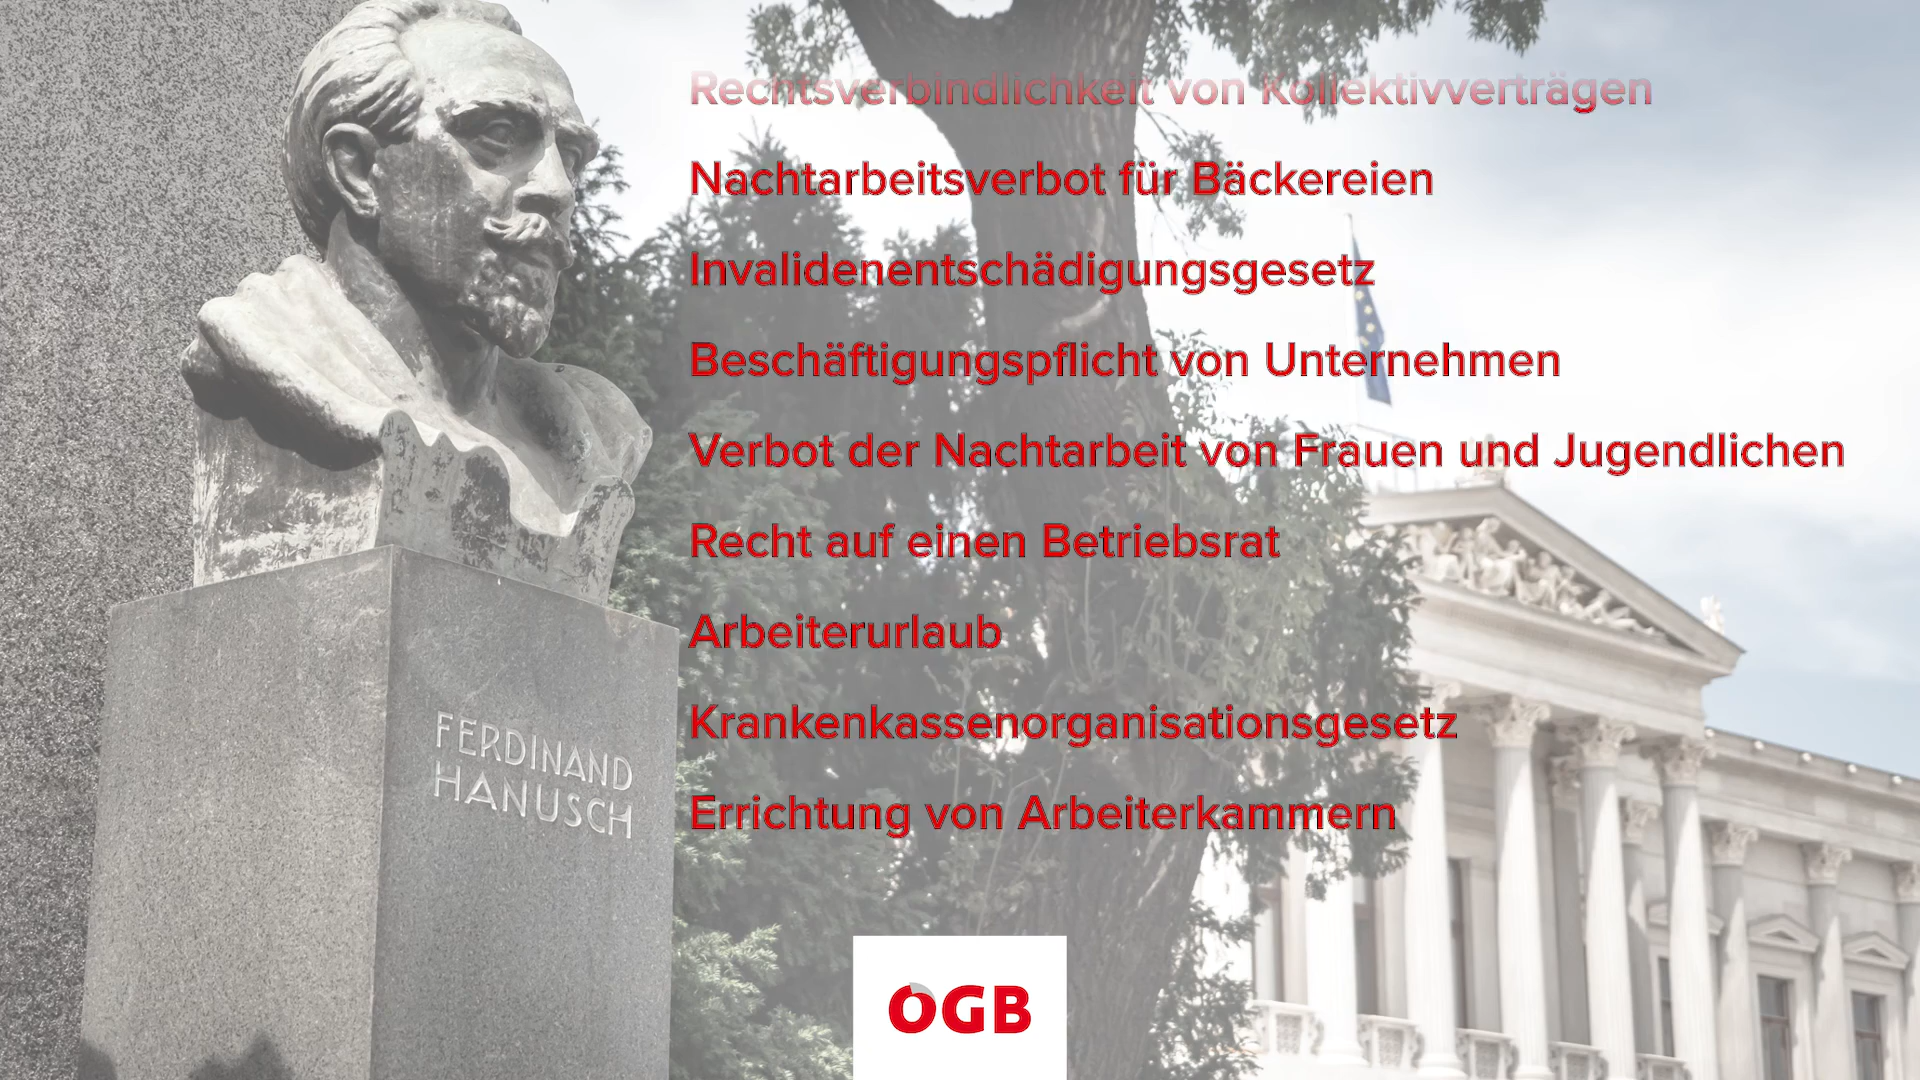 Rechtsverbindlichkeit von Kollektivverträgen
Nachtarbeitsverbot für Bäckereien
Invalidenentschädigungsgesetz
Beschäftigungspflicht von Unternehmen
Verbot der Nachtarbeit von Frauen und Jugendlichen
Recht auf einen Betriebsrat
Arbeiterurlaub
Krankenkassenorganisationsgesetz
Errichtung von Arbeiterkammern
FERDINAND
HANUSCH
ÖGB